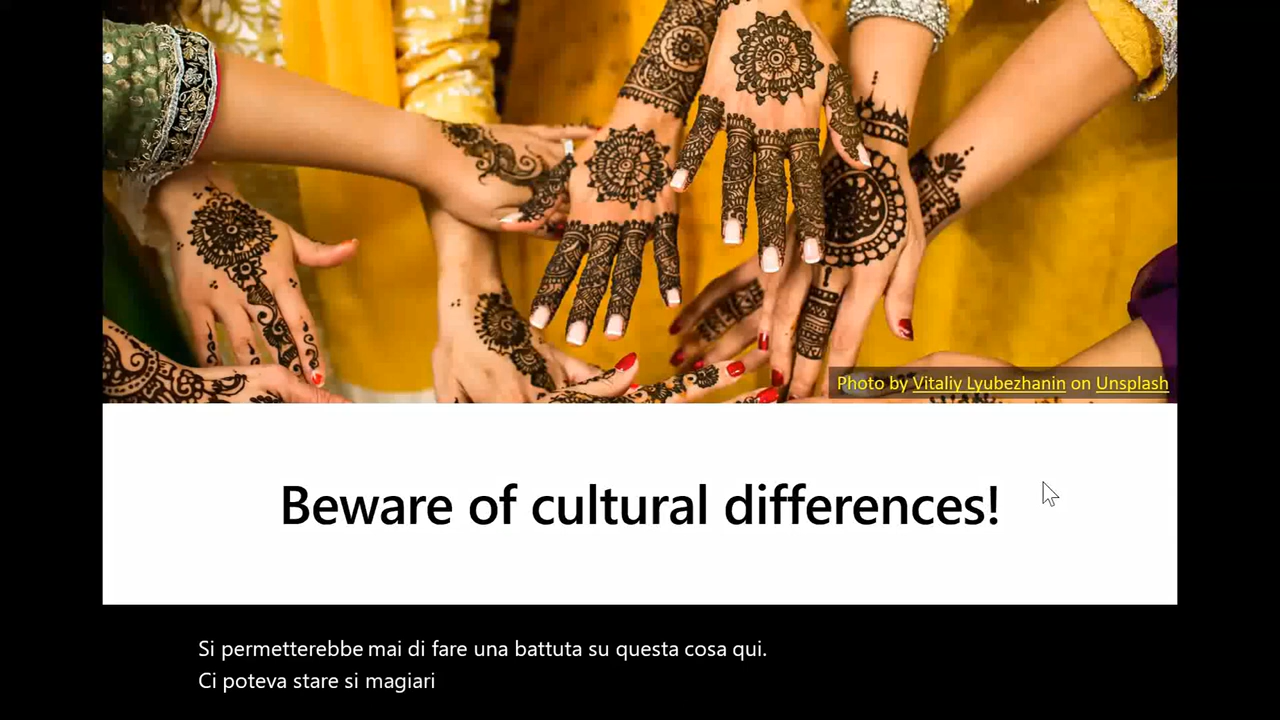 Photo by Vitaliy Lyubezhanin on Unsplash
Beware of cultural differences!
Si permetterebbe mai di fare una battuta su questa cosa qui.
Ci poteva stare si magiari